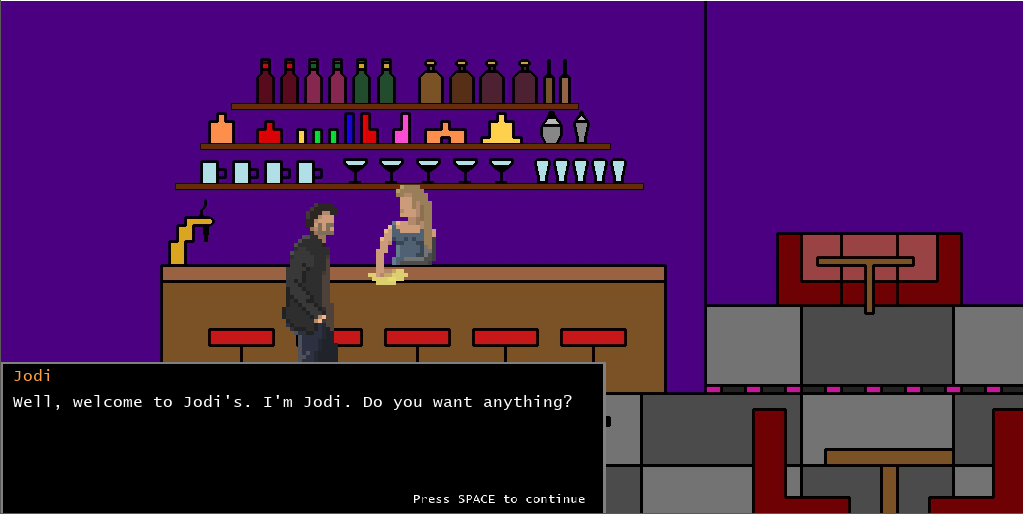 Jodi
Well, welcome to Jodi's. I'm Jodi. Do you want anything?
Press SPACE to continue